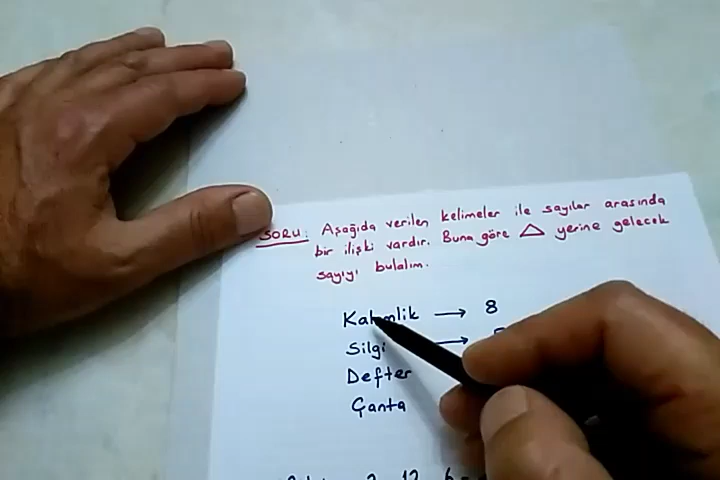 SORU: Aşağıda verilen kelimeler ile sayılar arasında
bir ilişki vardır. Buna göre △ yerine gelecek
sayıyı bulalım.
→ 8
Silgi →
Defter
Çanta